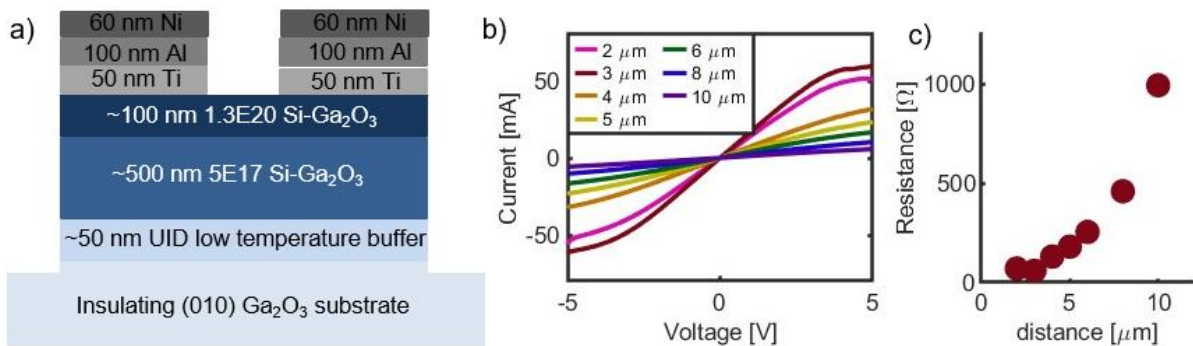 a)
60 nm Ni
60 nm Ni
100 nm Al
100 nm Al
50 nm Ti
50 nm Ti
~100 nm 1.3E20 Si-Ga₂O₃
~500 nm 5E17 Si-Ga₂O₃
~50 nm UID low temperature buffer
Insulating (010) Ga₂O₃ substrate
b)
2 μm
6 μm
3 μm
8 μm
4 μm
10 μm
5 μm
50
0
-50
Current [mA]
-5
0
5
Voltage [V]
c)
1000
500
0
Resistance [Ω]
0
5
10
distance [μm]